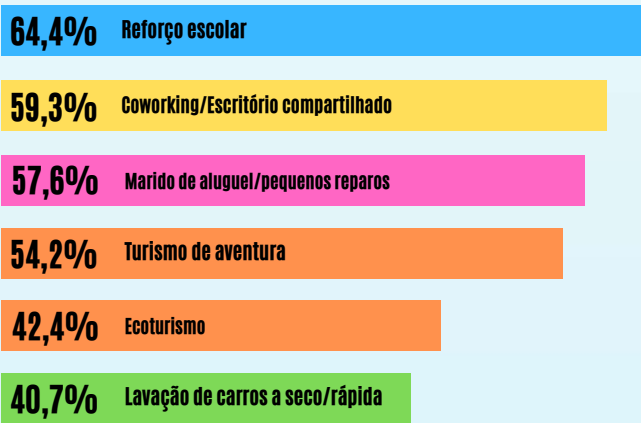 64,4% Reforço escolar
59,3% Coworking/Escritório compartilhado
57,6% Marido de aluguel/pequenos reparos
54,2% Turismo de aventura
42,4% Ecoturismo
40,7% Lavação de carros a seco/rápida